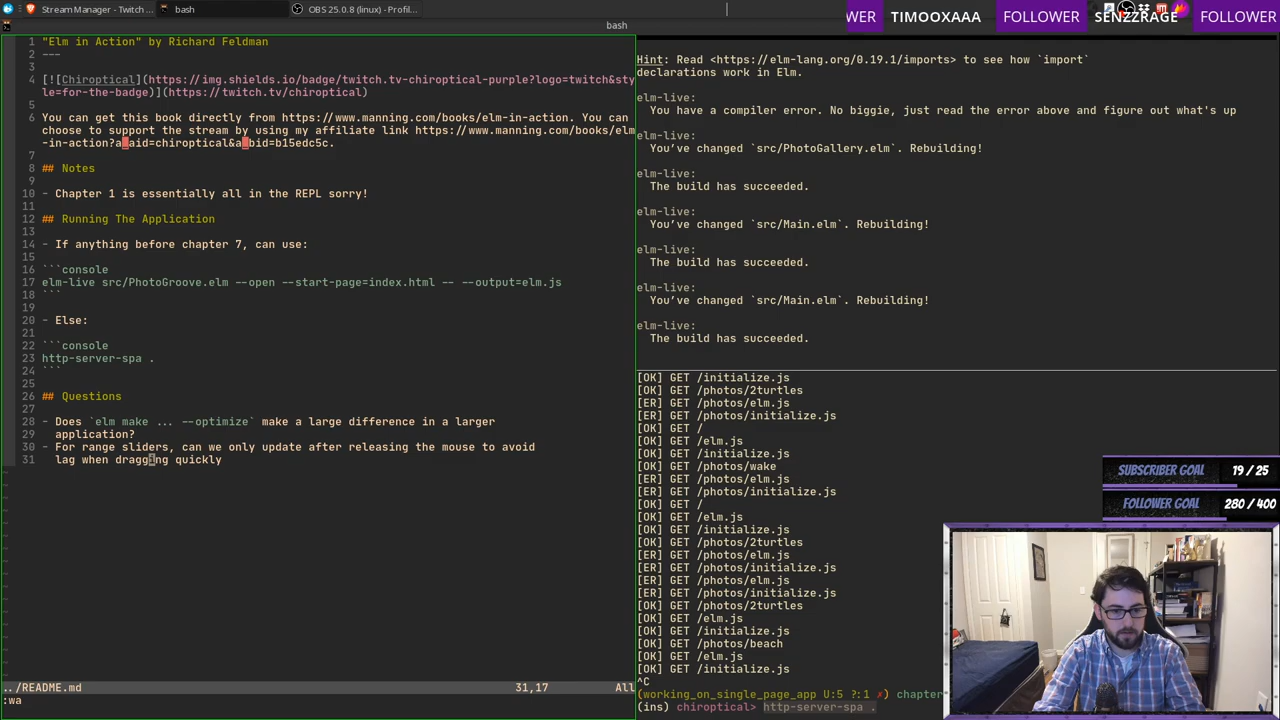 Stream Manager - Twitch
bash
OBS 25.0.8 (linux) - Profil...
OWER TIMOOXAAA FOLLOWER SENZZRAGE FOLLOWER
bash
1 "Elm in Action" by Richard Feldman
2 ---
3
4 [![Chiroptical](https://img.shields.io/badge/twitch.tv-chiroptical-purple?logo=twitch&sty
le=for-the-badge)](https://twitch.tv/chiroptical)
5
6 You can get this book directly from https://www.manning.com/books/elm-in-action. You can
choose to support the stream by using my affiliate link https://www.manning.com/books/elm
-in-action?a_aid=chiroptical&a_bid=b15edc5c.
7
8 ## Notes
9
10 - Chapter 1 is essentially all in the REPL sorry!
11
12 ## Running The Application
13
14 - If anything before chapter 7, can use:
15
16 ```console
17 elm-live src/PhotoGroove.elm --open --start-page=index.html -- --output=elm.js
18 ```
19
20 - Else:
21
22 ```console
23 http-server-spa .
24 ```
25
26 ## Questions
27
28 - Does `elm make ... --optimize` make a large difference in a larger
29 application?
30 - For range sliders, can we only update after releasing the mouse to avoid
31 lag when dragging quickly
../README.md 31,17 All
:wa
Hint: Read <https://elm-lang.org/0.19.1/imports> to see how `import`
declarations work in Elm.
elm-live:
You have a compiler error. No biggie, just read the error above and figure out what's up
elm-live:
You've changed `src/PhotoGallery.elm`. Rebuilding!
elm-live:
The build has succeeded.
elm-live:
You've changed `src/Main.elm`. Rebuilding!
elm-live:
The build has succeeded.
elm-live:
You've changed `src/Main.elm`. Rebuilding!
elm-live:
The build has succeeded.
[OK] GET /initialize.js
[OK] GET /photos/2turtles
[ER] GET /photos/elm.js
[ER] GET /photos/initialize.js
[OK] GET /
[OK] GET /elm.js
[OK] GET /initialize.js
[OK] GET /photos/wake
[ER] GET /photos/elm.js
[ER] GET /photos/initialize.js
[OK] GET /
[OK] GET /elm.js
[OK] GET /initialize.js
[OK] GET /photos/2turtles
[ER] GET /photos/elm.js
[ER] GET /photos/initialize.js
[ER] GET /photos/elm.js
[ER] GET /photos/initialize.js
[OK] GET /photos/2turtles
[OK] GET /elm.js
[OK] GET /initialize.js
[OK] GET /photos/beach
[OK] GET /elm.js
[OK] GET /initialize.js
^C
(working_on_single_page_app U:5 ?:1 ✗) chapter
(ins) chiroptical> http-server-spa .
SUBSCRIBER GOAL 19 / 25
FOLLOWER GOAL 280 / 400